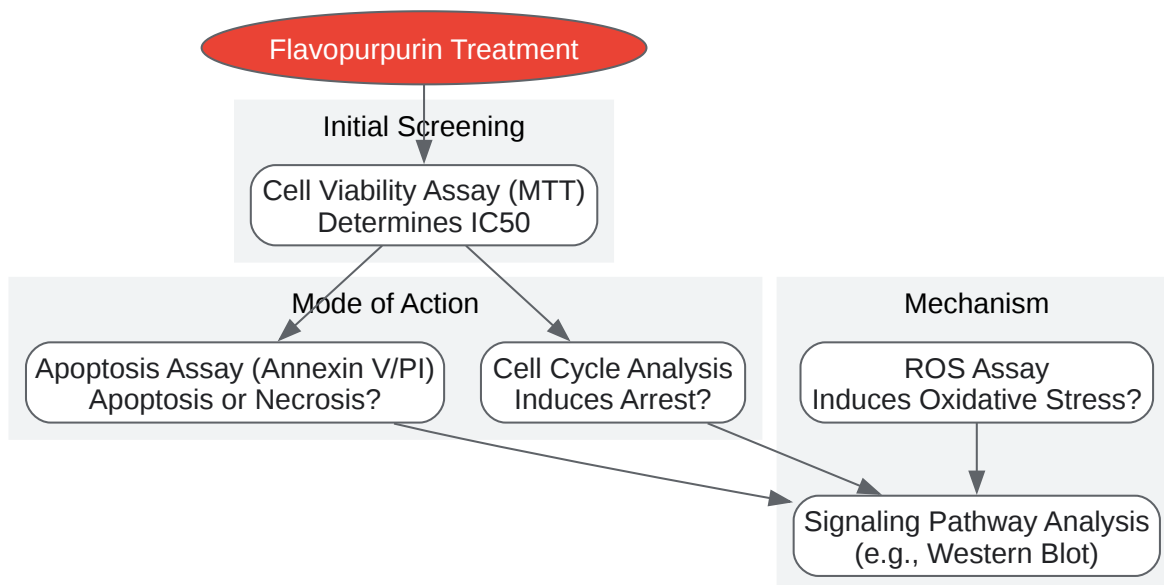 Flavopurpurin Treatment
Initial Screening
Cell Viability Assay (MTT)
Determines IC50
Mode of Action
Mechanism
Apoptosis Assay (Annexin V/PI)
Apoptosis or Necrosis?
Cell Cycle Analysis
Induces Arrest?
ROS Assay
Induces Oxidative Stress?
Signaling Pathway Analysis
(e.g., Western Blot)